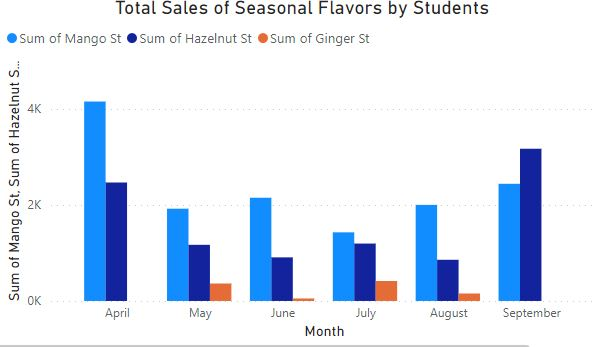 Total Sales of Seasonal Flavors by Students
Sum of Mango St Sum of Hazelnut St Sum of Ginger St
Sum of Mango St, Sum of Hazelnut S...
4K
2K
0K
April May June July August September
Month